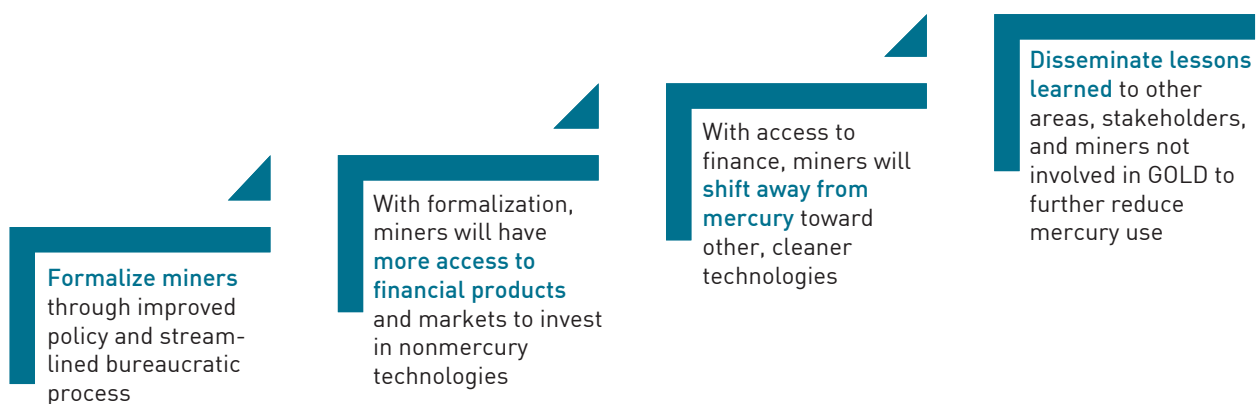 Formalize miners
through improved
policy and stream-
lined bureaucratic
process
With formalization,
miners will have
more access to
financial products
and markets to invest
in nonmercury
technologies
With access to
finance, miners will
shift away from
mercury toward
other, cleaner
technologies
Disseminate lessons
learned to other
areas, stakeholders,
and miners not
involved in GOLD to
further reduce
mercury use